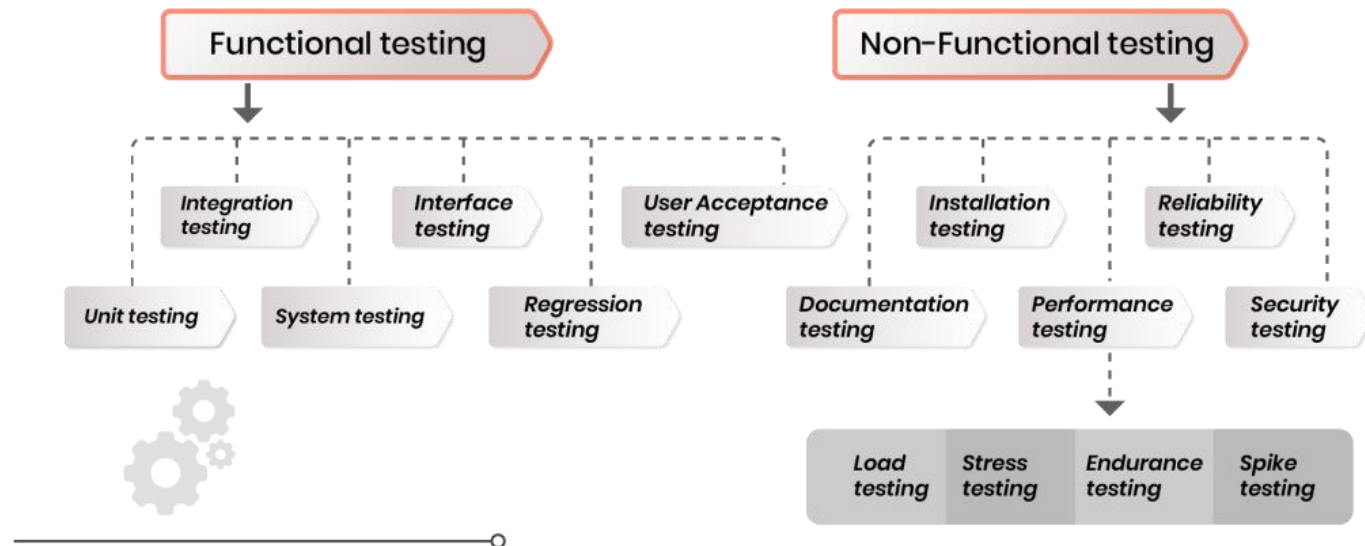 Functional testing
Non-Functional testing
Integration
testing
Interface
testing
User Acceptance
testing
Installation
testing
Reliability
testing
Unit testing
System testing
Regression
testing
Documentation
testing
Performance
testing
Security
testing
Load
testing
Stress
testing
Endurance
testing
Spike
testing